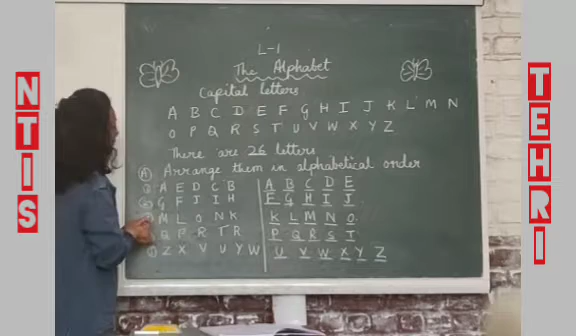 L-1
The Alphabet
Capital letters
A B C D E F G H I J K L M N
O P Q R S T U V W X Y Z
There are 26 letters
(A) Arrange them in alphabetical order
A E D C B A B C D E
G F J I H F G H I J
M L O N K K L M N O
Q P R T R P Q R S T
Z X V U Y W U V W X Y Z
NTIS
TEHRI